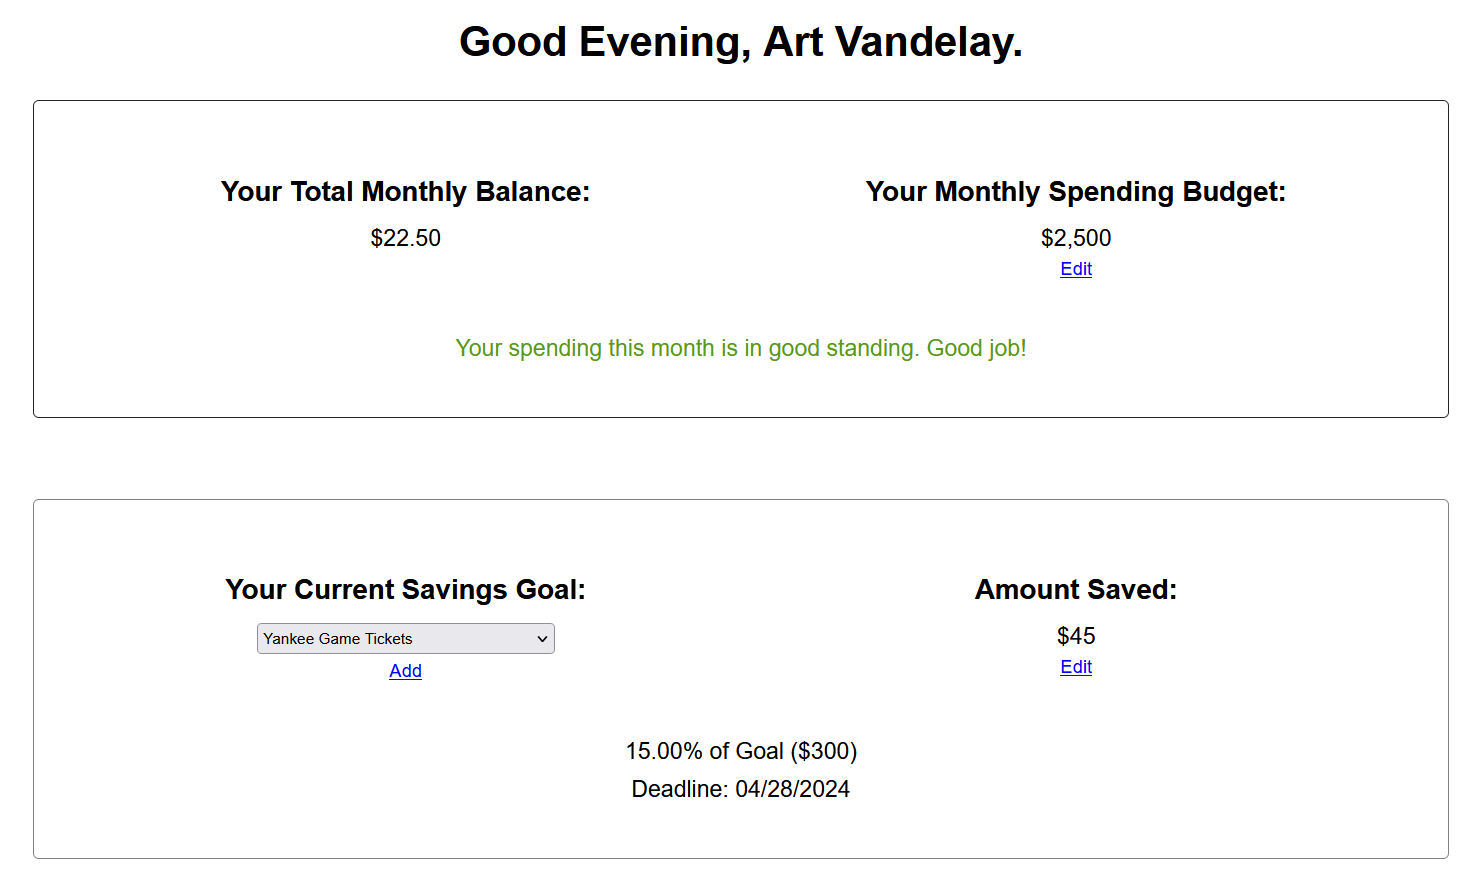 Good Evening, Art Vandelay.
Your Total Monthly Balance:
$22.50
Your Monthly Spending Budget:
$2,500
Edit
Your spending this month is in good standing. Good job!
Your Current Savings Goal:
Yankee Game Tickets
Add
Amount Saved:
$45
Edit
15.00% of Goal ($300)
Deadline: 04/28/2024